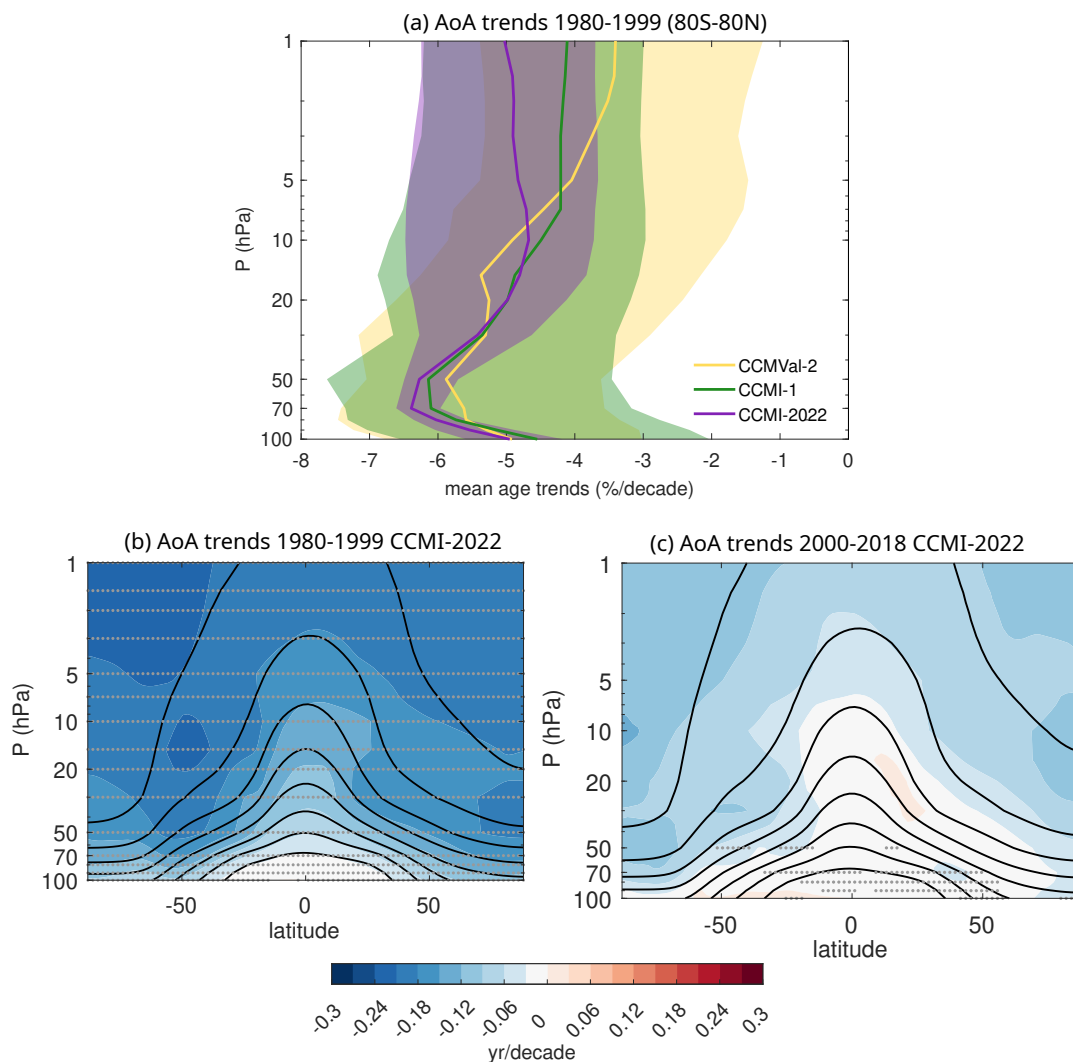 (a) AoA trends 1980-1999 (80S-80N)
P (hPa)
1
5
10
20
50
70
100
-8 -7 -6 -5 -4 -3 -2 -1 0
mean age trends (%/decade)
CCMVal-2
CCMI-1
CCMI-2022
(b) AoA trends 1980-1999 CCMI-2022
P (hPa)
1
5
10
20
50
70
100
-50 0 50
latitude
(c) AoA trends 2000-2018 CCMI-2022
P (hPa)
1
5
10
20
50
70
100
-50 0 50
latitude
-0.3 -0.24 -0.18 -0.12 -0.06 0 0.06 0.12 0.18 0.24 0.3
yr/decade